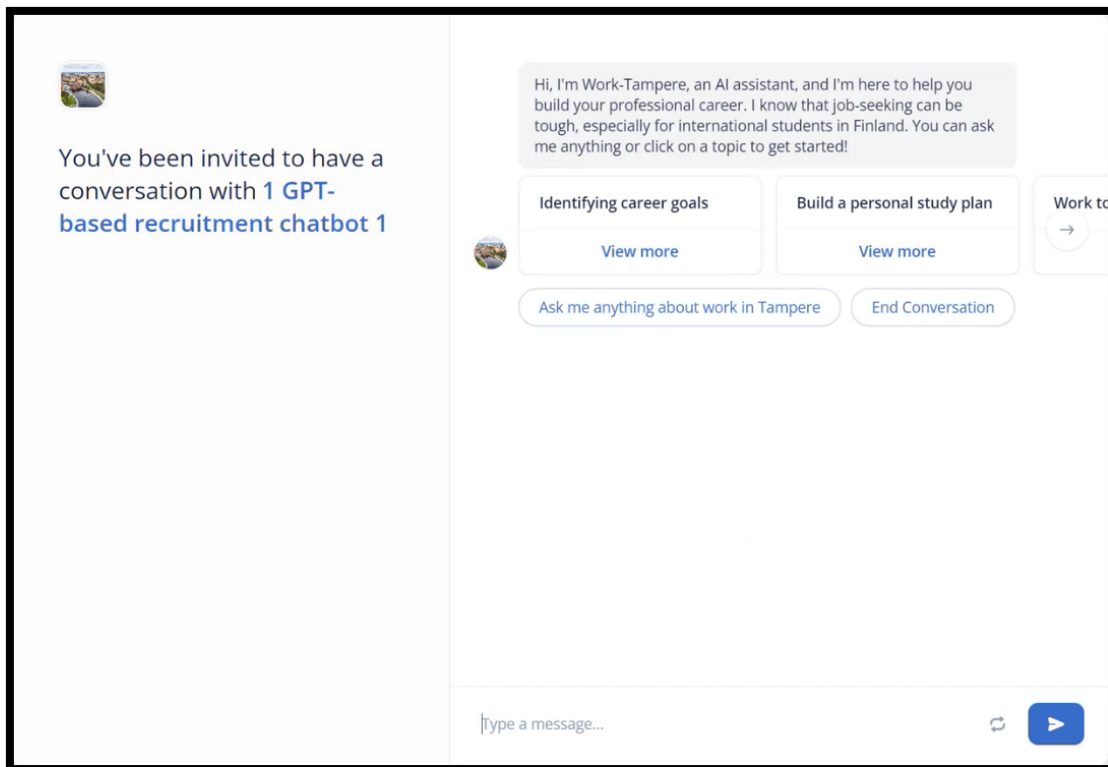 You've been invited to have a
conversation with 1 GPT-
based recruitment chatbot 1
Hi, I'm Work-Tampere, an AI assistant, and I'm here to help you
build your professional career. I know that job-seeking can be
tough, especially for international students in Finland. You can ask
me anything or click on a topic to get started!
Identifying career goals
View more
Build a personal study plan
View more
Work
Ask me anything about work in Tampere
End Conversation
Type a message...